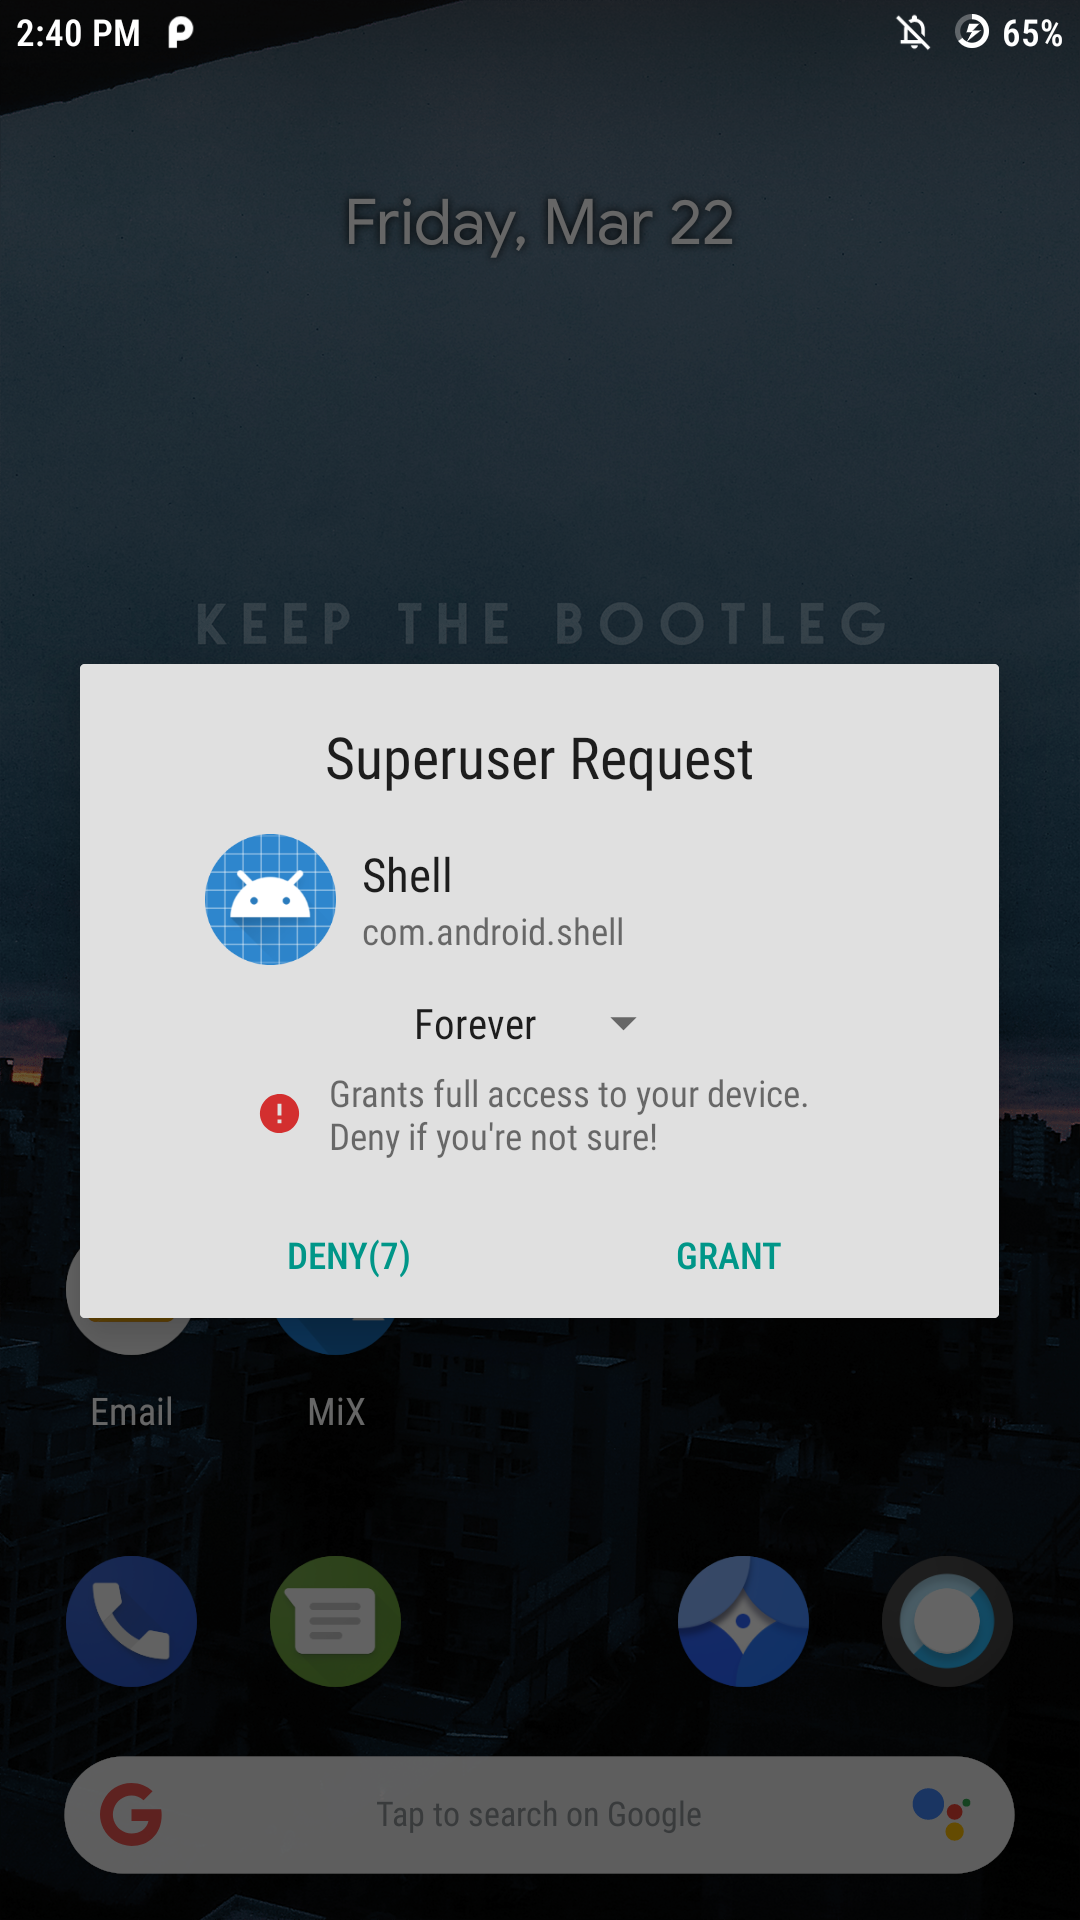 2:40 PM
65%
Friday, Mar 22
KEEP THE BOOTLEG
Superuser Request
Shell
com.android.shell
Forever
Grants full access to your device.
Deny if you're not sure!
DENY(7) GRANT
Email MiX
Tap to search on Google